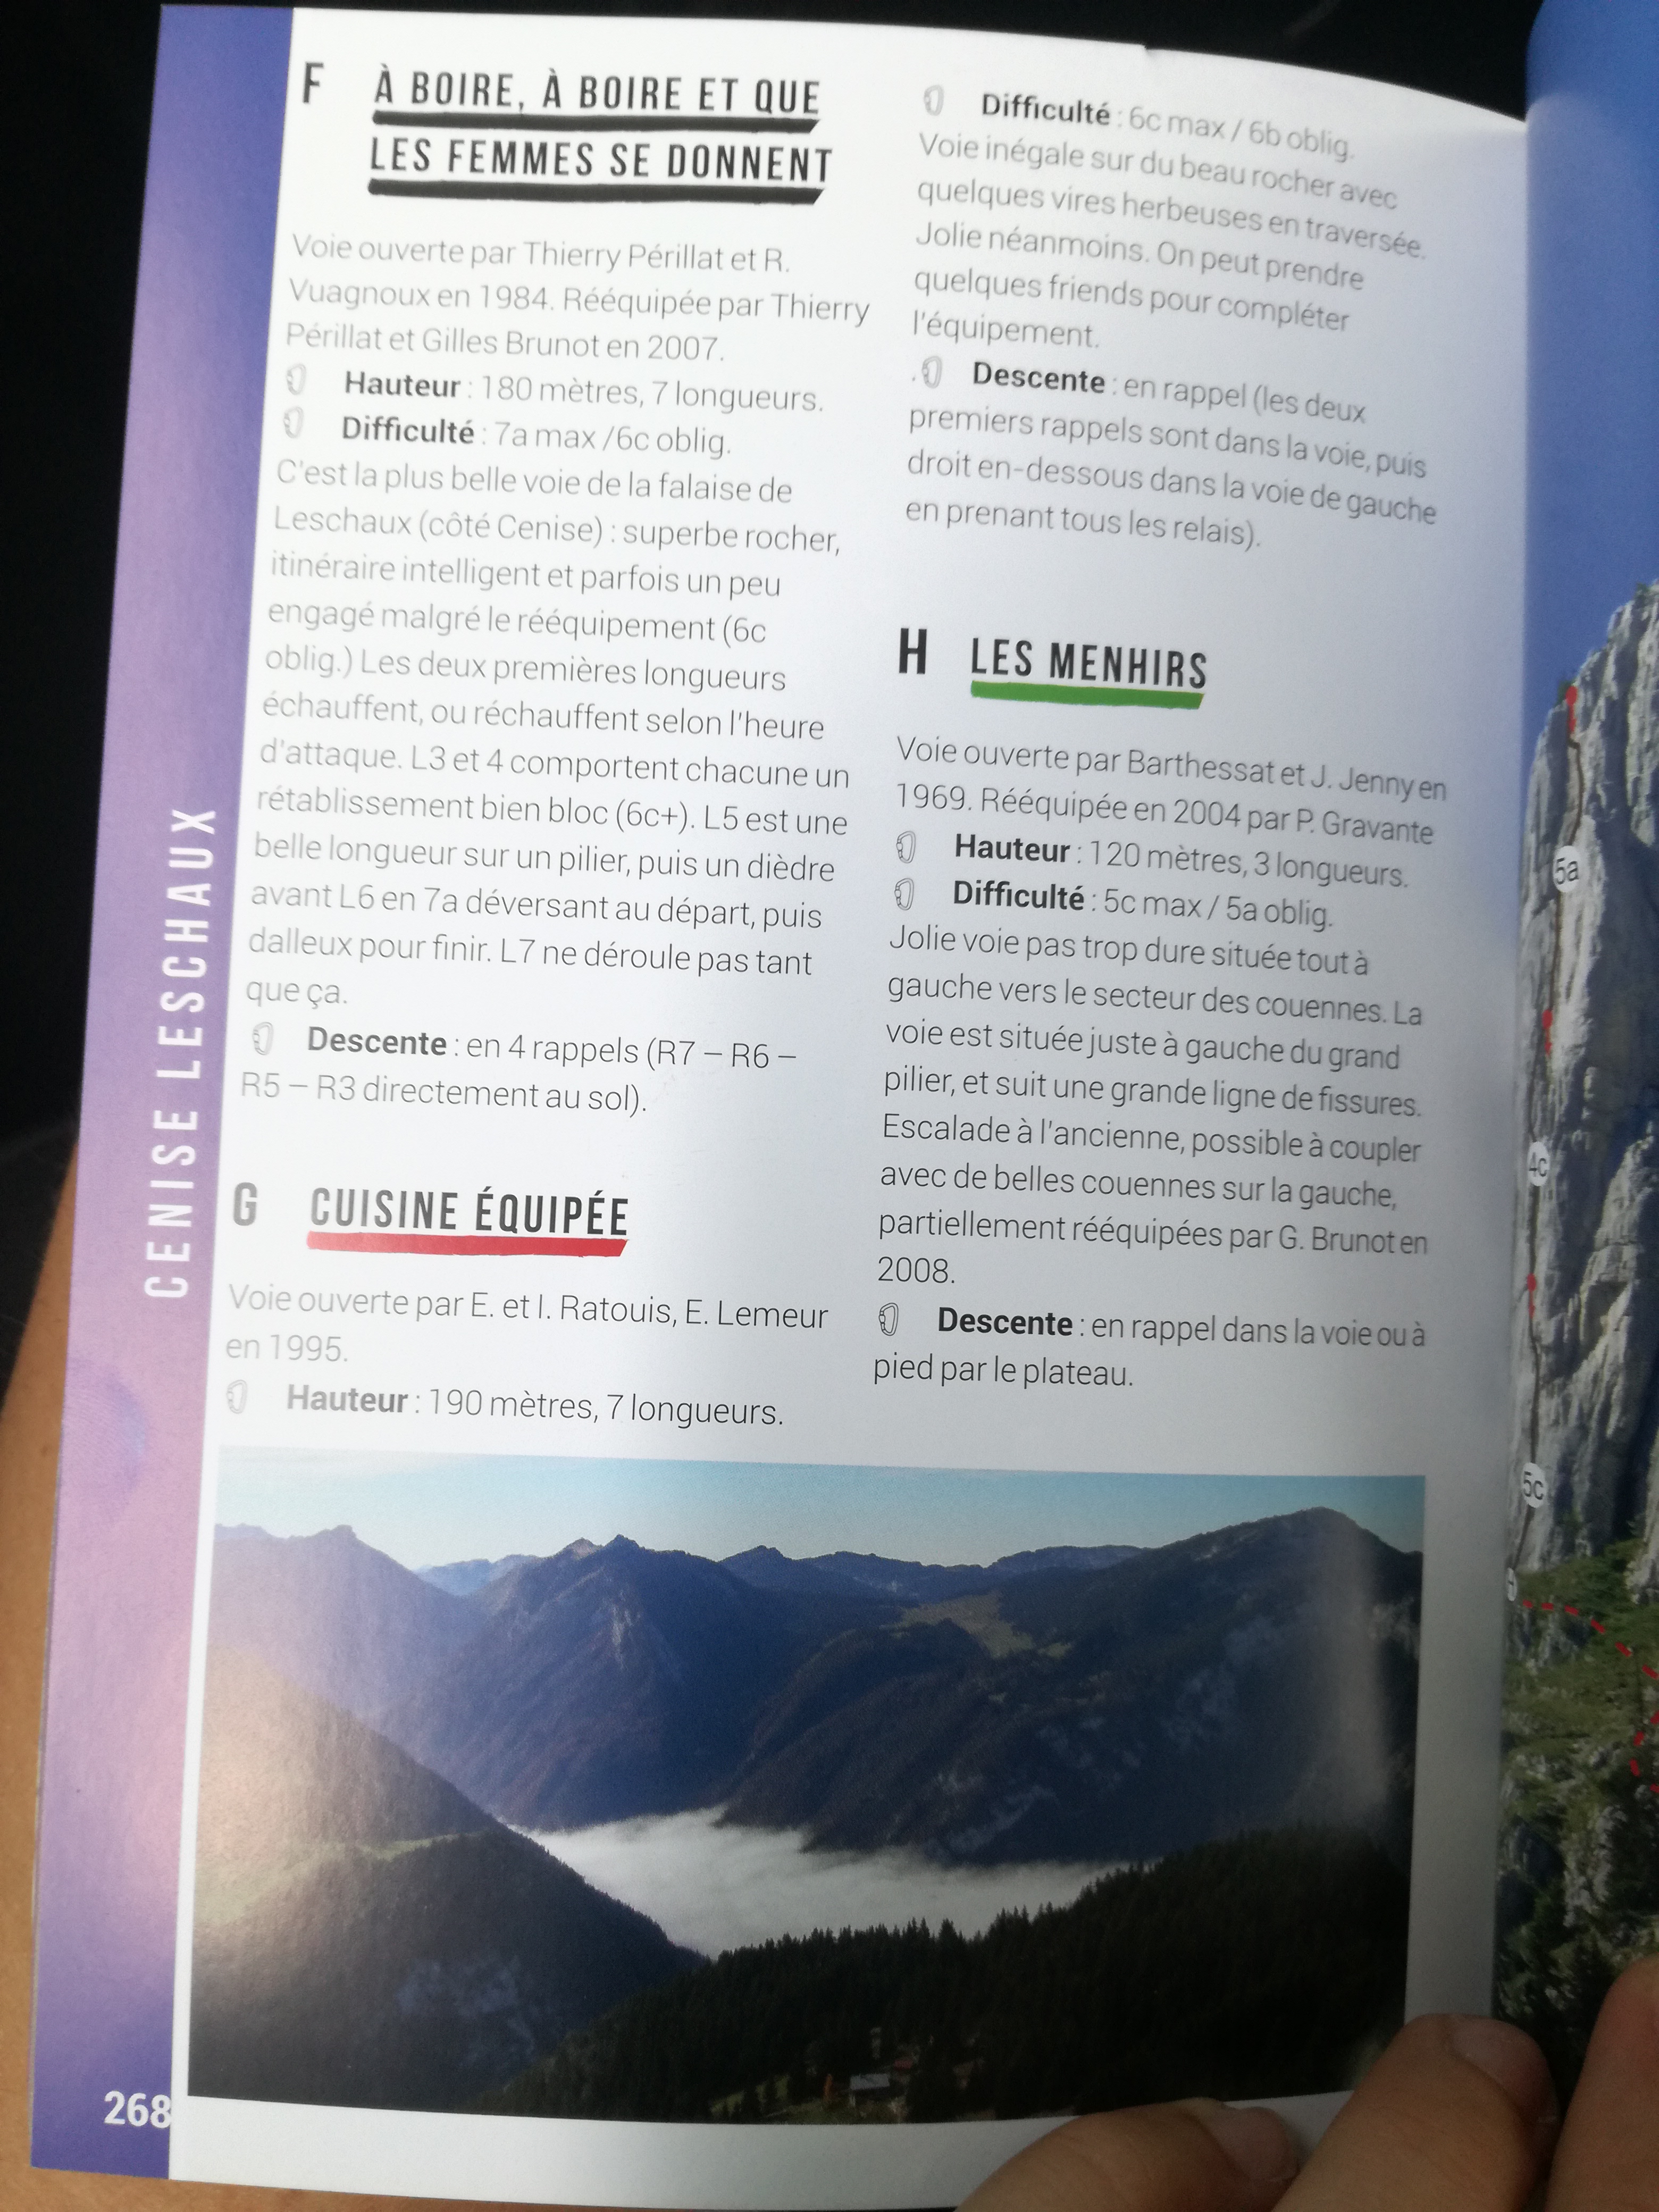 F À BOIRE, À BOIRE ET QUE
LES FEMMES SE DONNENT
Voie ouverte par Thierry Périllat et R.
Vuagnoux en 1984. Rééquipée par Thierry
Périllat et Gilles Brunot en 2007.
Hauteur : 180 mètres, 7 longueurs.
Difficulté : 7a max /6c oblig.
C'est la plus belle voie de la falaise de
Leschaux (côté Cenise) : superbe rocher,
itinéraire intelligent et parfois un peu
engagé malgré le rééquipement (6c
oblig.) Les deux premières longueurs
échauffent, ou réchauffent selon l'heure
d'attaque. L3 et 4 comportent chacune un
rétablissement bien bloc (6c+). L5 est une
belle longueur sur un pilier, puis un dièdre
avant L6 en 7a déversant au départ, puis
dalleux pour finir. L7 ne déroule pas tant
que ça.
Descente : en 4 rappels (R7 – R6 –
R5 – R3 directement au sol).
G CUISINE ÉQUIPÉE
Voie ouverte par E. et I. Ratouis, E. Lemeur
en 1995.
Hauteur : 190 mètres, 7 longueurs.
Difficulté : 6c max / 6b oblig.
Voie inégale sur du beau rocher avec
quelques vires herbeuses en traversée.
Jolie néanmoins. On peut prendre
quelques friends pour compléter
l'équipement.
. Descente : en rappel (les deux
premiers rappels sont dans la voie, puis
droit en-dessous dans la voie de gauche
en prenant tous les relais).
H LES MENHIRS
Voie ouverte par Barthessat et J. Jenny en
1969. Rééquipée en 2004 par P. Gravante
Hauteur : 120 mètres, 3 longueurs.
Difficulté : 5c max / 5a oblig.
Jolie voie pas trop dure située tout à
gauche vers le secteur des couennes. La
voie est située juste à gauche du grand
pilier, et suit une grande ligne de fissures.
Escalade à l'ancienne, possible à coupler
avec de belles couennes sur la gauche,
partiellement rééquipées par G. Brunot en
2008.
Descente : en rappel dans la voie ou à
pied par le plateau.
CENISE LESCHAUX
268
5a
4c
5c